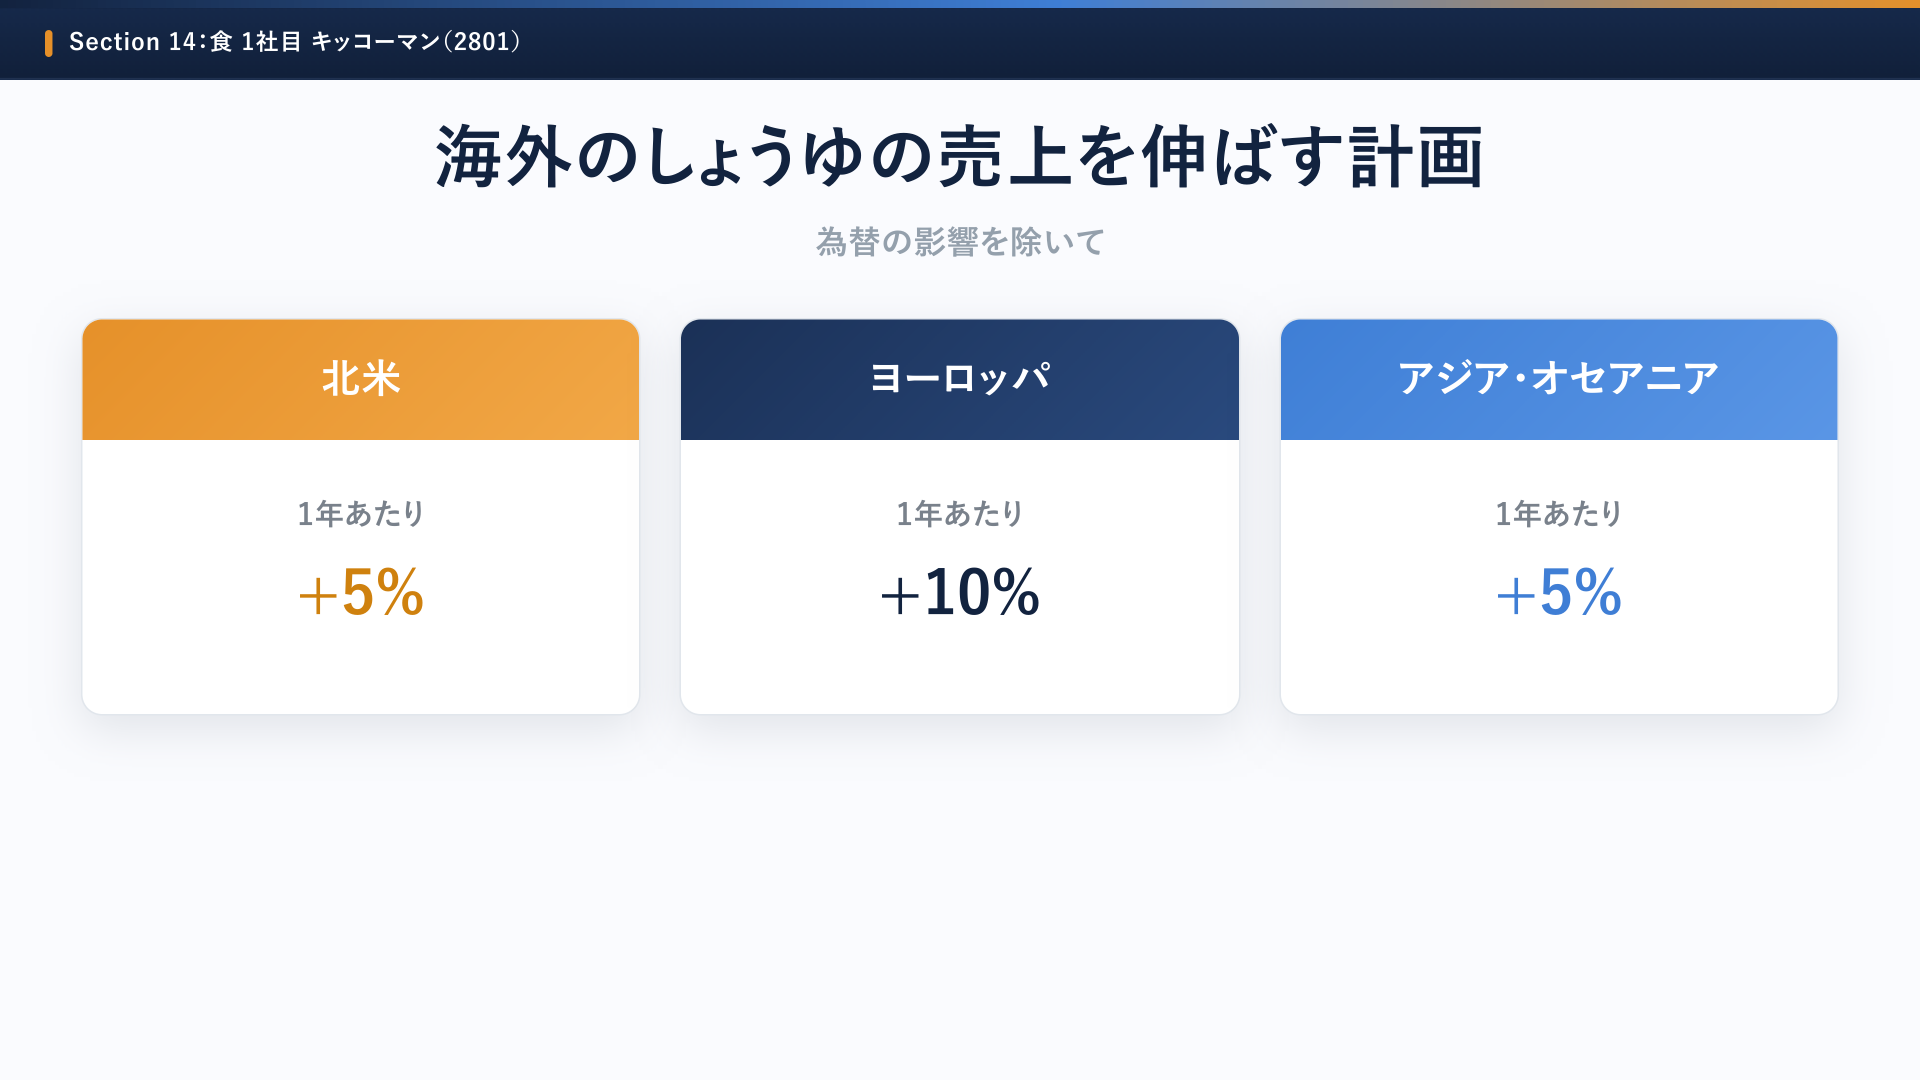 Section 14：食 1社目 キッコーマン（2801）
海外のしょうゆの売上を伸ばす計画
為替の影響を除いて
北米
1年あたり
＋5%
ヨーロッパ
1年あたり
＋10%
アジア・オセアニア
1年あたり
＋5%